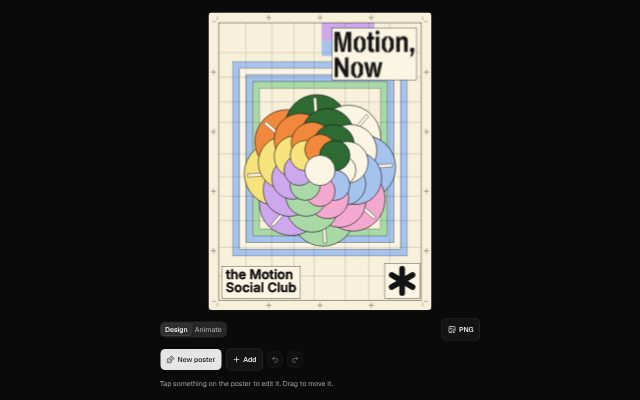 Motion,
Now
the Motion
Social Club
Design Animate
PNG
New poster
Add
Tap something on the poster to edit it. Drag to move it.